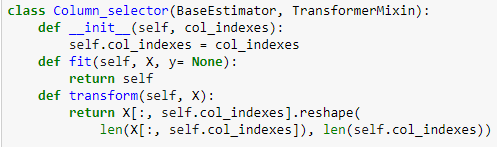 class Column_selector(BaseEstimator, TransformerMixin):
    def __init__(self, col_indexes):
        self.col_indexes = col_indexes
    def fit(self, X, y= None):
        return self
    def transform(self, X):
        return X[:, self.col_indexes].reshape(
            len(X[:, self.col_indexes]), len(self.col_indexes))